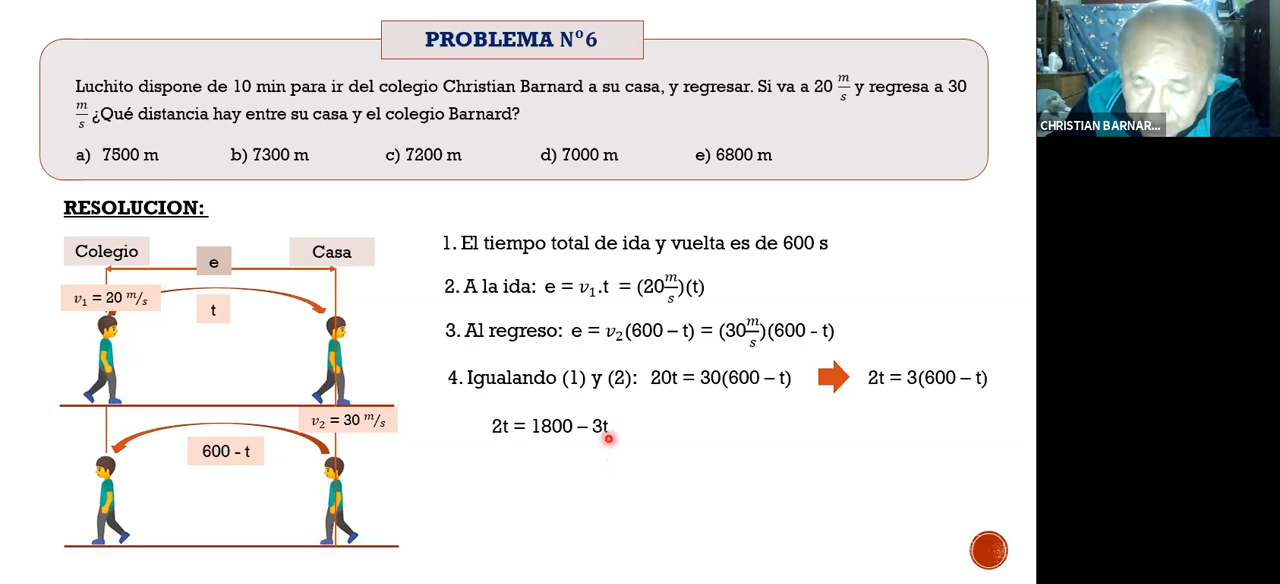 PROBLEMA N°6
Luchito dispone de 10 min para ir del colegio Christian Barnard a su casa, y regresar. Si va a 20 m/s y regresa a 30
m/s ¿Qué distancia hay entre su casa y el colegio Barnard?
a) 7500 m b) 7300 m c) 7200 m d) 7000 m e) 6800 m
CHRISTIAN BARNAR...
RESOLUCION:
Colegio
e
Casa
v₁ = 20 m/s
t
v₂ = 30 m/s
600 - t
1. El tiempo total de ida y vuelta es de 600 s
2. A la ida: e = v₁.t = (20 m/s)(t)
3. Al regreso: e = v₂(600 – t) = (30 m/s)(600 - t)
4. Igualando (1) y (2): 20t = 30(600 – t) 2t = 3(600 – t)
2t = 1800 – 3t